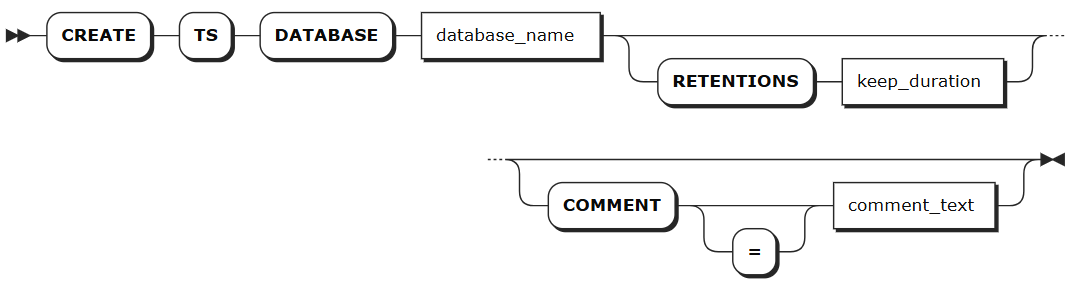 CREATE TS DATABASE database_name
RETENTIONS keep_duration
COMMENT comment_text
=